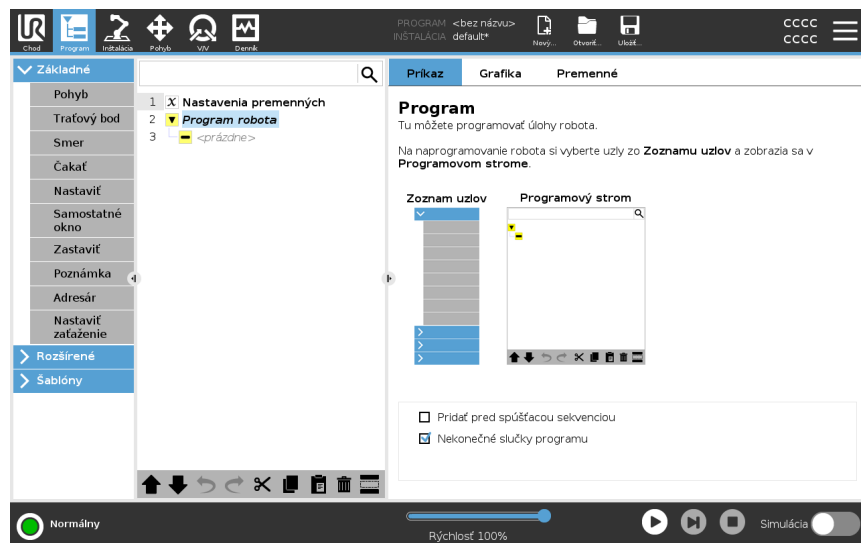 PROGRAM <bez názvu>
INŠTALÁCIA default*
Chod
Program
Inštalácia
Pohyb
V/V
Denník
Nový...
Otvoriť...
Uložiť...
CCCC
CCCC
Základné
Pohyb
Traťový bod
Smer
Čakať
Nastaviť
Samostatné
okno
Zastaviť
Poznámka
Adresár
Nastaviť
zaťaženie
Rozšírené
Šablóny
1 X Nastavenia premenných
2 Program robota
3 <prázdne>
Príkaz Grafika Premenné
Program
Tu môžete programovať úlohy robota.
Na naprogramovanie robota si vyberte uzly zo Zoznamu uzlov a zobrazia sa v
Programovom strome.
Zoznam uzlov
Programový strom
Pridať pred spúšťacou sekvenciou
Nekonečné slučky programu
Normálny
Rýchlosť 100%
Simulácia